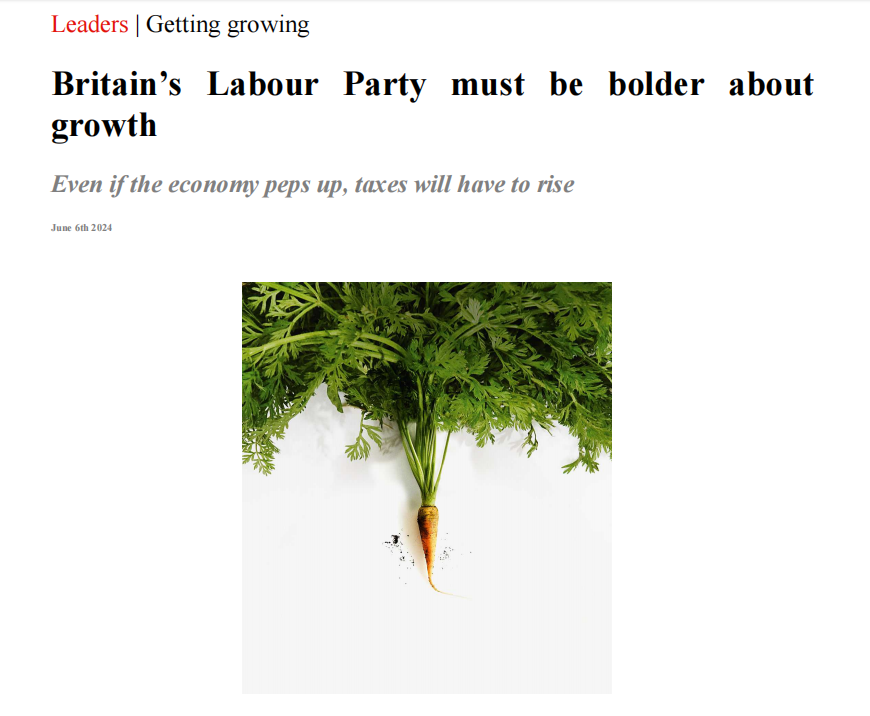 Leaders | Getting growing
Britain’s Labour Party must be bolder about
growth
Even if the economy peps up, taxes will have to rise
June 6th 2024